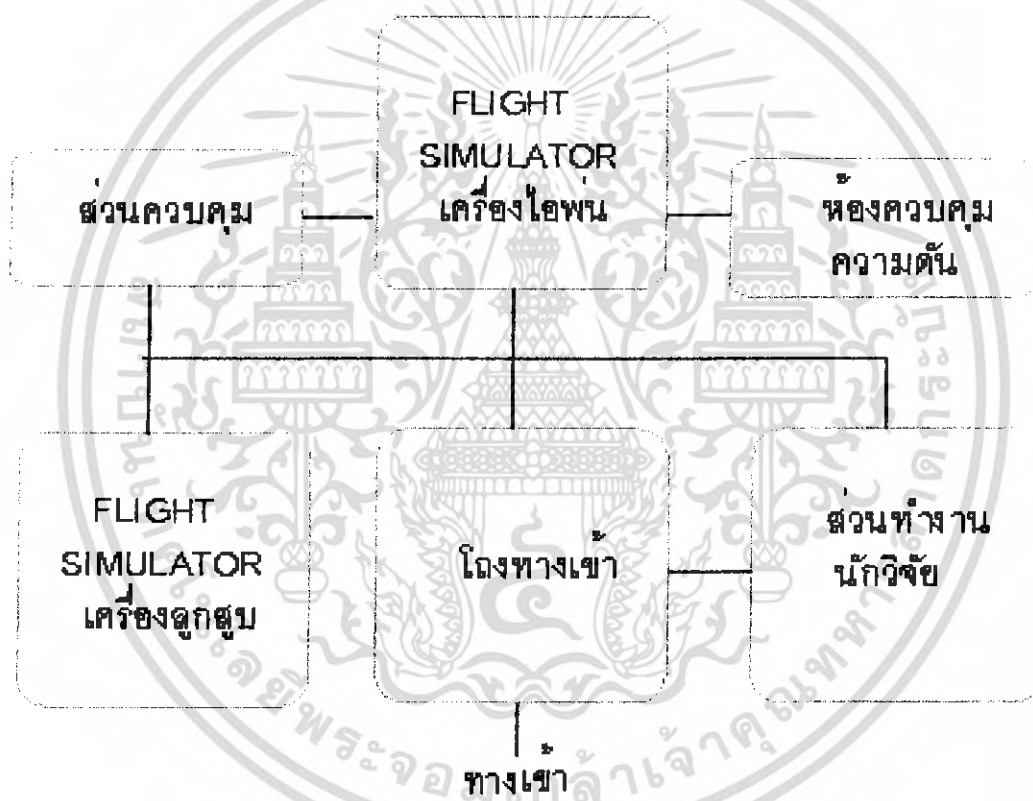 FLIGHT
SIMULATOR
เครื่องไอพ่น
ส่วนควบคุม
ห้องควบคุม
ความดัน
FLIGHT
SIMULATOR
เครื่องลูกสูบ
โถงทางเข้า
ส่วนทำงาน
นักวิจัย
ทางเข้า